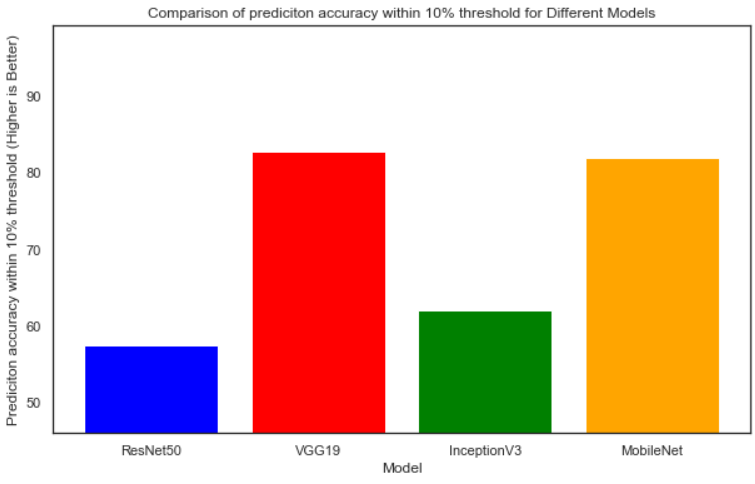 Comparison of prediciton accuracy within 10% threshold for Different Models
Prediciton accuracy within 10% threshold (Higher is Better)
90
80
70
60
50
ResNet50 VGG19 InceptionV3 MobileNet
Model